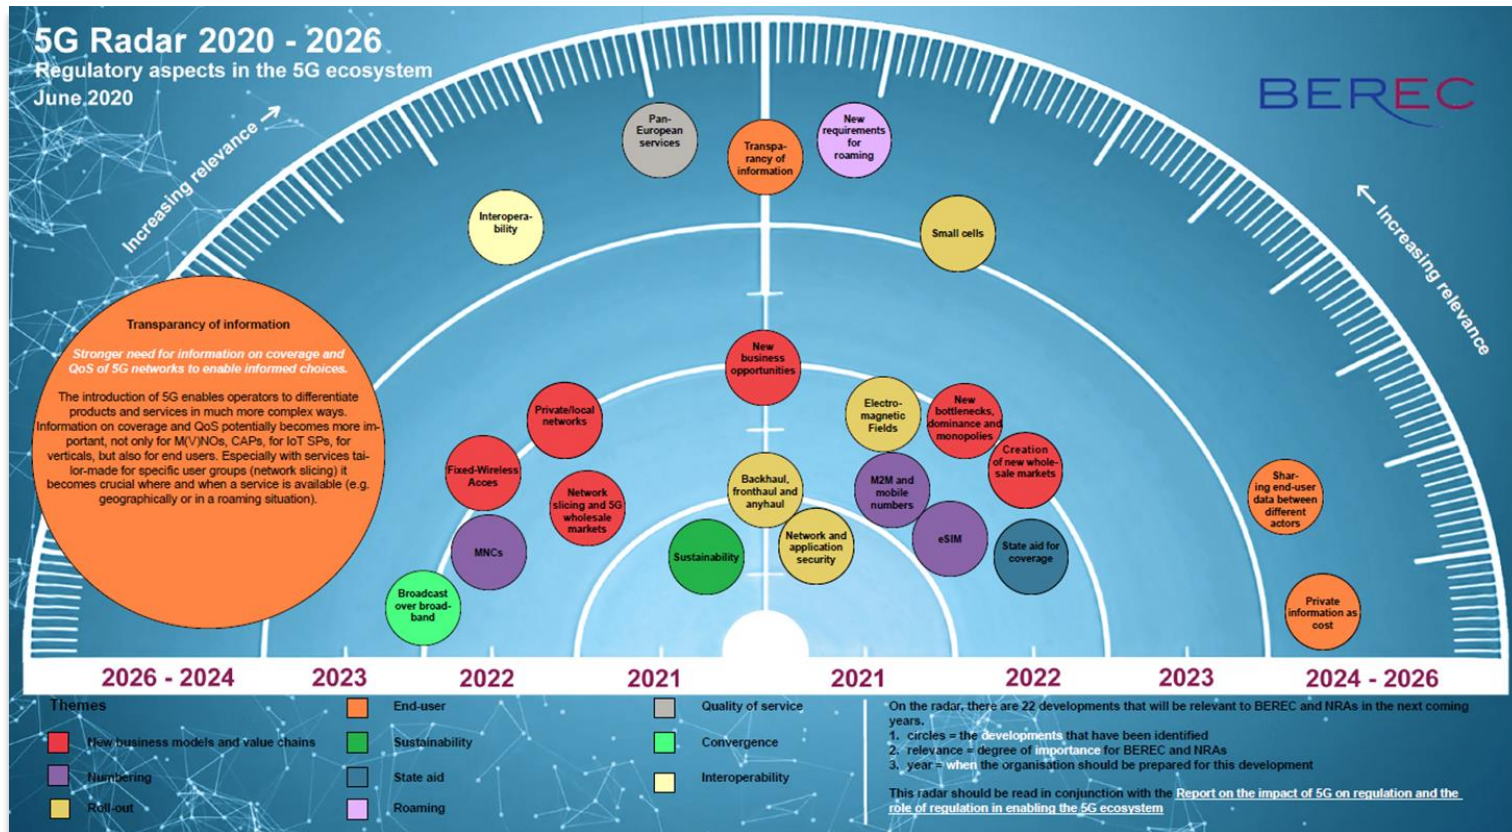 5G Radar 2020 - 2026
Regulatory aspects in the 5G ecosystem
June 2020
BEREC
Increasing relevance →
← Increasing relevance
Pan-
European
services
Transpa-
rancy of
information
New
requirements
for
roaming
Interopera-
bility
Small cells
Transparancy of information
Stronger need for information on coverage and
QoS of 5G networks to enable informed choices.
The introduction of 5G enables operators to differentiate
products and services in much more complex ways.
Information on coverage and QoS potentially becomes more im-
portant, not only for M(V)NOs, CAPs, for IoT SPs, for
verticals, but also for end users. Especially with services tai-
lor-made for specific user groups (network slicing) it
becomes crucial where and when a service is available (e.g.
geographically or in a roaming situation).
New
business
opportunities
Private/local
networks
Electro-
magnetic
Fields
New
bottlenecks,
dominance and
monopolies
Fixed-Wireless
Acces
Creation
of new whole-
sale markets
Network
slicing and 5G
wholesale
markets
Backhaul,
fronthaul and
anyhaul
M2M and
mobile
numbers
Shar-
ing end-user
data between
different
actors
MNCs
Sustainability
Network and
application
security
eSIM
State aid for
coverage
Broadcast
over broad-
band
Private
information as
cost
2026 - 2024
2023
2022
2021
2021
2022
2023
2024 - 2026
Themes
New business models and value chains
Numbering
Roll-out
End-user
Sustainability
State aid
Roaming
Quality of service
Convergence
Interoperability
On the radar, there are 22 developments that will be relevant to BEREC and NRAs in the next coming
years.
1. circles = the developments that have been identified
2. relevance = degree of importance for BEREC and NRAs
3. year = when the organisation should be prepared for this development
This radar should be read in conjunction with the Report on the impact of 5G on regulation and the
role of regulation in enabling the 5G ecosystem